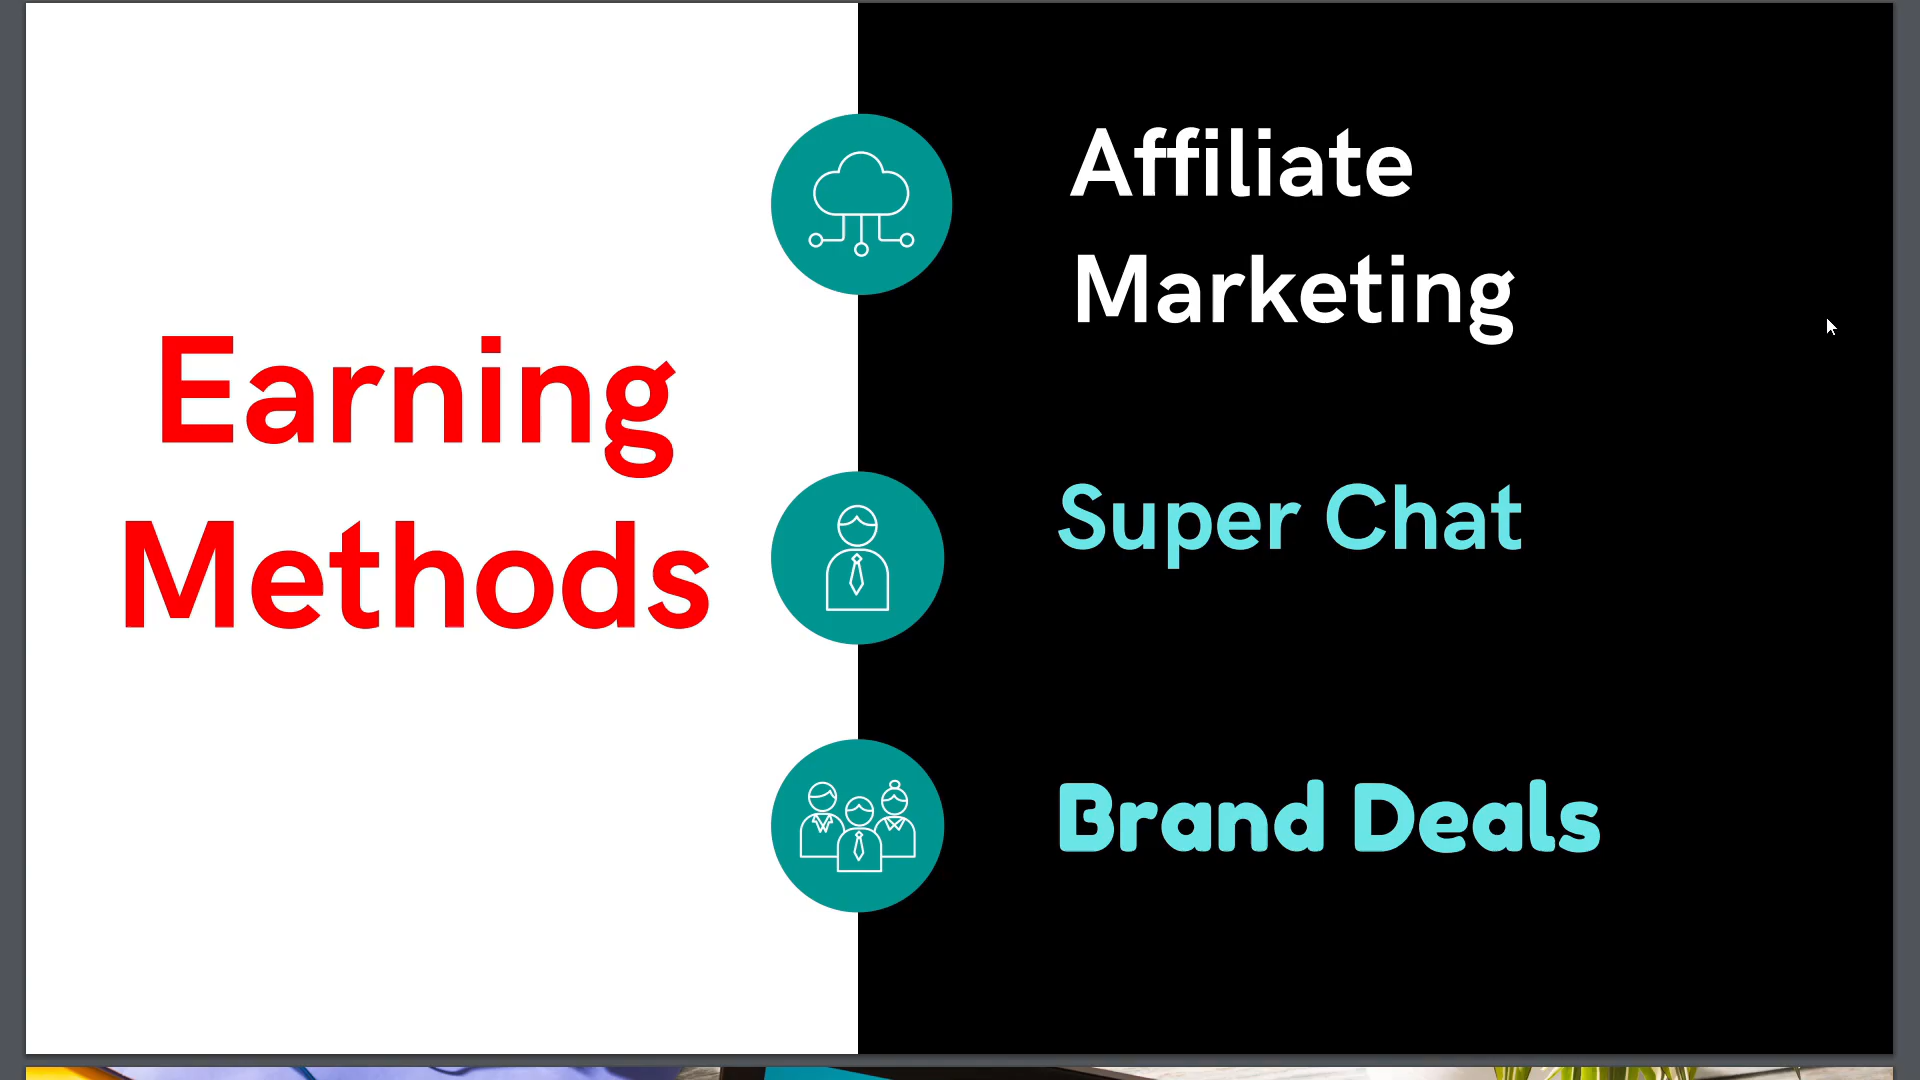 Earning
Methods
Affiliate
Marketing
Super Chat
Brand Deals